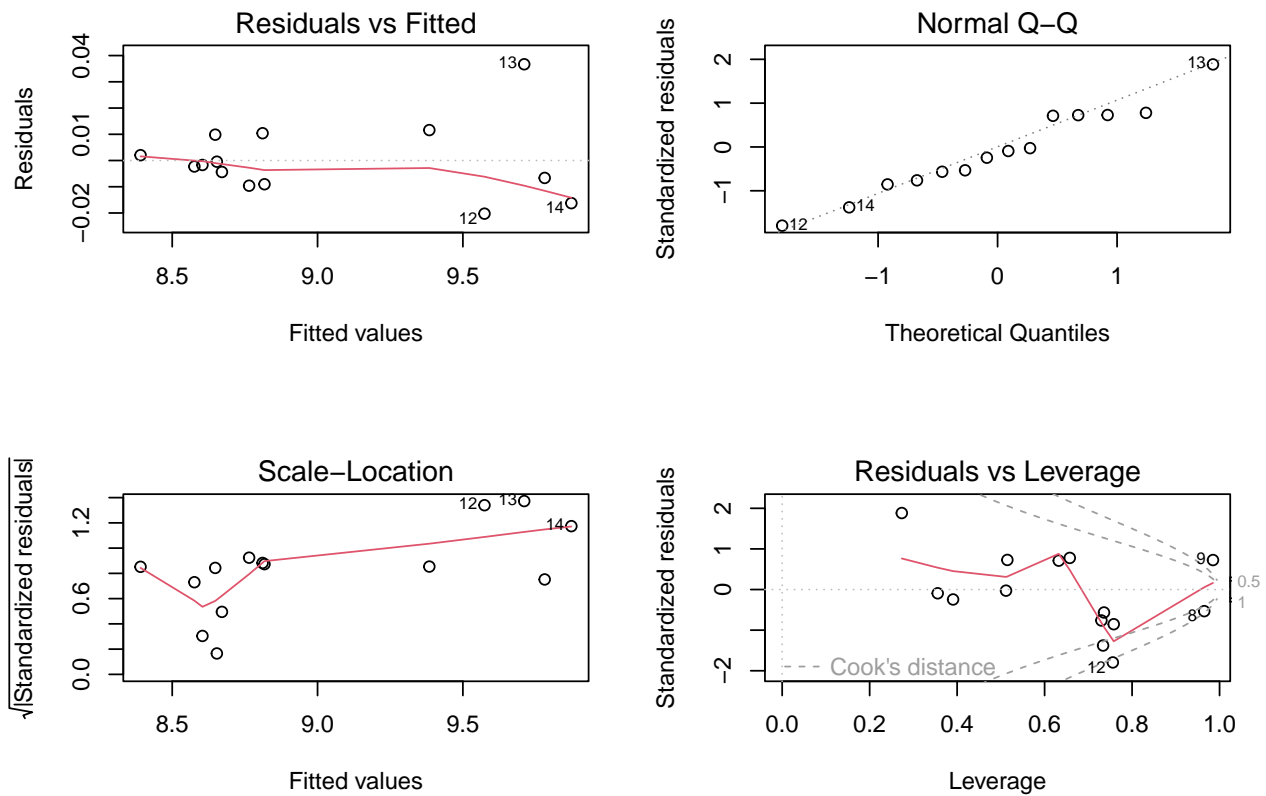 Residuals vs Fitted
Residuals
0.04
0.01
−0.02
13
12
14
8.5 9.0 9.5
Fitted values
Normal Q−Q
Standardized residuals
2
1
0
−1
13
14
12
−1 0 1
Theoretical Quantiles
Scale−Location
√|Standardized residuals|
1.2
0.6
0.0
12
13
14
8.5 9.0 9.5
Fitted values
Residuals vs Leverage
Standardized residuals
2
1
0
−2
9
0.5
1
8
12
Cook's distance
0.0 0.2 0.4 0.6 0.8 1.0
Leverage